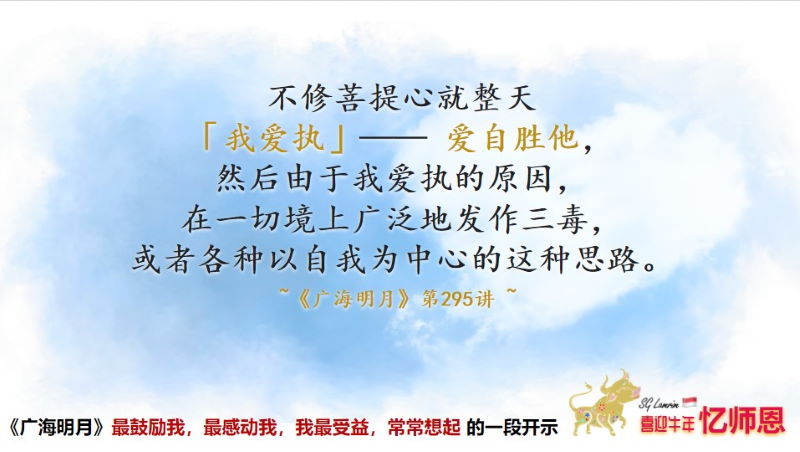 不修菩提心就整天
「我爱执」—— 爱自胜他，
然后由于我爱执的原因，
在一切境上广泛地发作三毒，
或者各种以自我为中心的这种思路。
~《广海明月》第295讲 ~
SG Lamrim
《广海明月》最鼓励我，最感动我，我最受益，常常想起 的一段开示
喜迎牛年 忆师恩